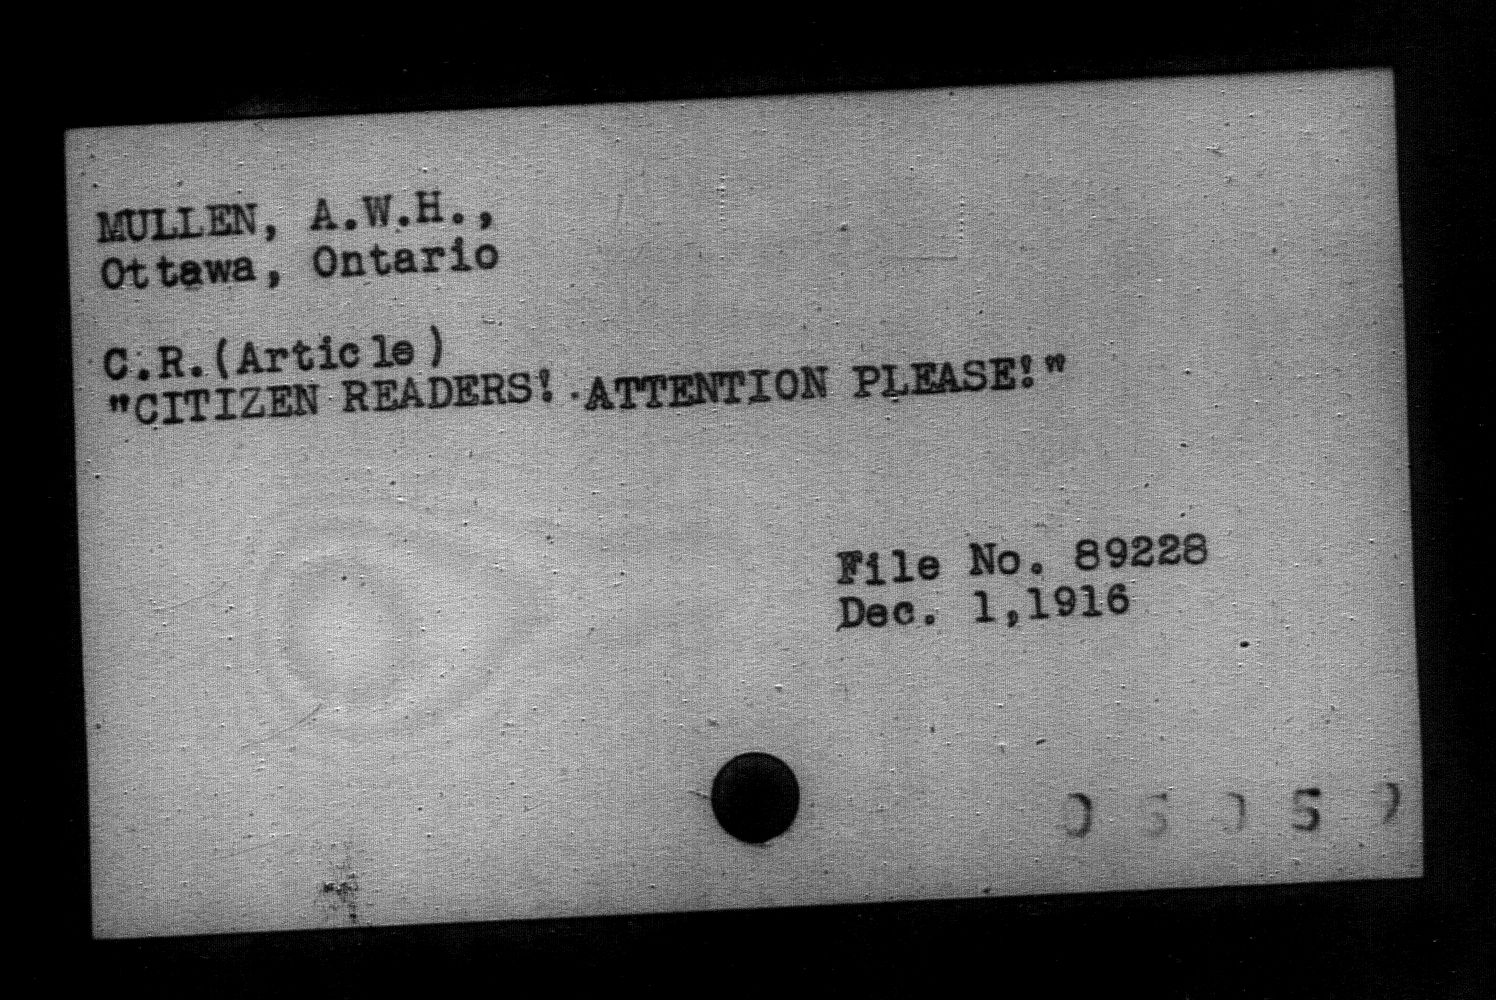 MULLEN, A.W.H.,
Ottawa, Ontario
C.R.(Article)
"CITIZEN READERS! ATTENTION PLEASE!"
File No. 89228
Dec. 1,1916